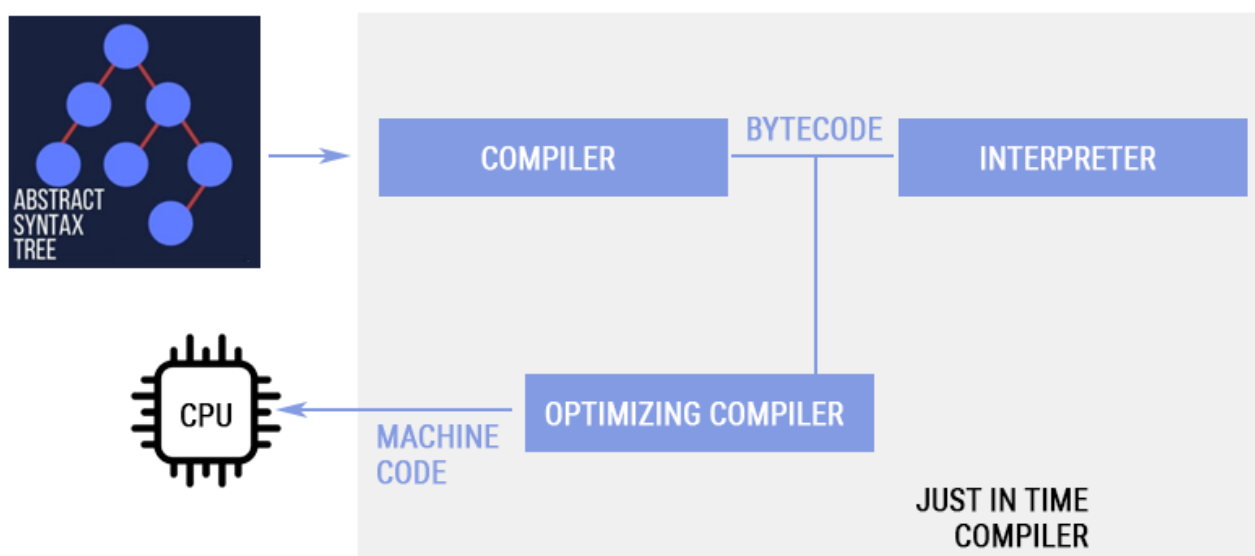 ABSTRACT
SYNTAX
TREE
COMPILER
BYTECODE
INTERPRETER
CPU
MACHINE
CODE
OPTIMIZING COMPILER
JUST IN TIME
COMPILER